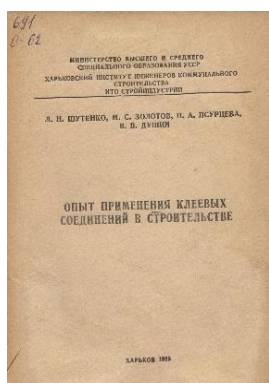 691
0-62
МИНИСТЕРСТВО ВЫСШЕГО И СРЕДНЕГО
СПЕЦИАЛЬНОГО ОБРАЗОВАНИЯ УССР
ХАРЬКОВСКИЙ ИНСТИТУТ ИНЖЕНЕРОВ КОММУНАЛЬНОГО
СТРОИТЕЛЬСТВА
НТО СТРОЙИНДУСТРИИ
Л. Н. ШУТЕНКО, М. С. ЗОЛОТОВ, Н. А. ПСУРЦЕВА,
Н. П. ДУШИН
ОПЫТ ПРИМЕНЕНИЯ КЛЕЕВЫХ
СОЕДИНЕНИЙ В СТРОИТЕЛЬСТВЕ
ХАРЬКОВ